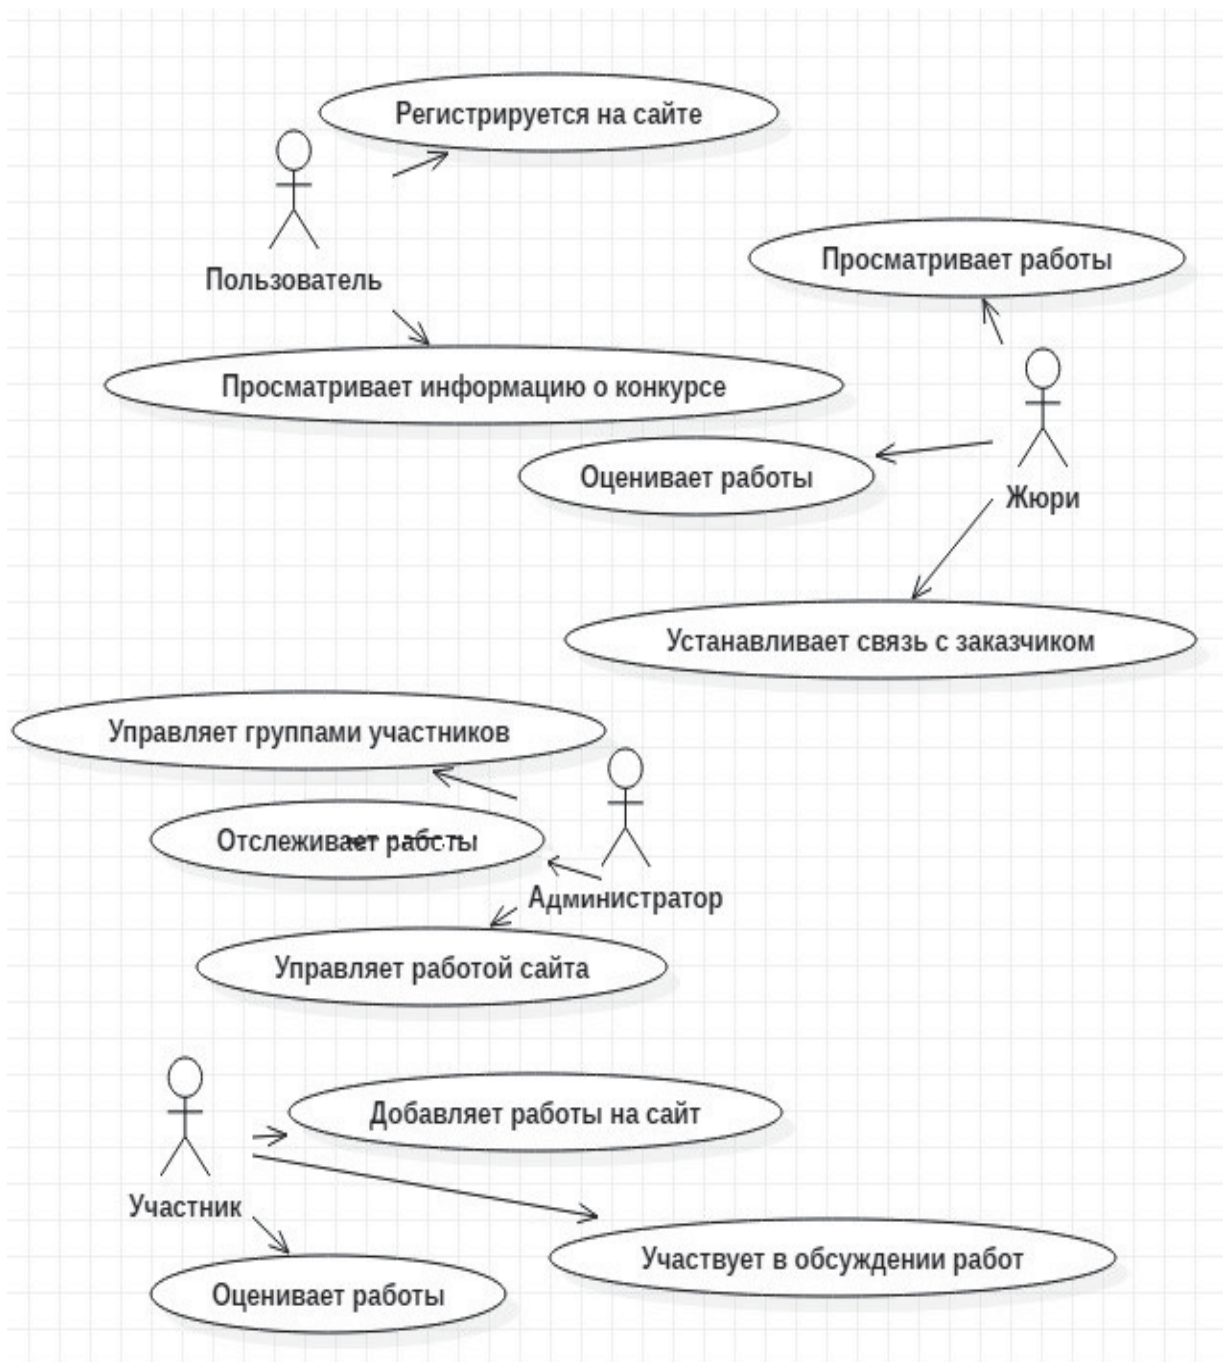 Регистрируется на сайте
Пользователь
Просматривает работы
Просматривает информацию о конкурсе
Оценивает работы
Жюри
Устанавливает связь с заказчиком
Управляет группами участников
Отслеживает работы
Администратор
Управляет работой сайта
Добавляет работы на сайт
Участник
Участвует в обсуждении работ
Оценивает работы